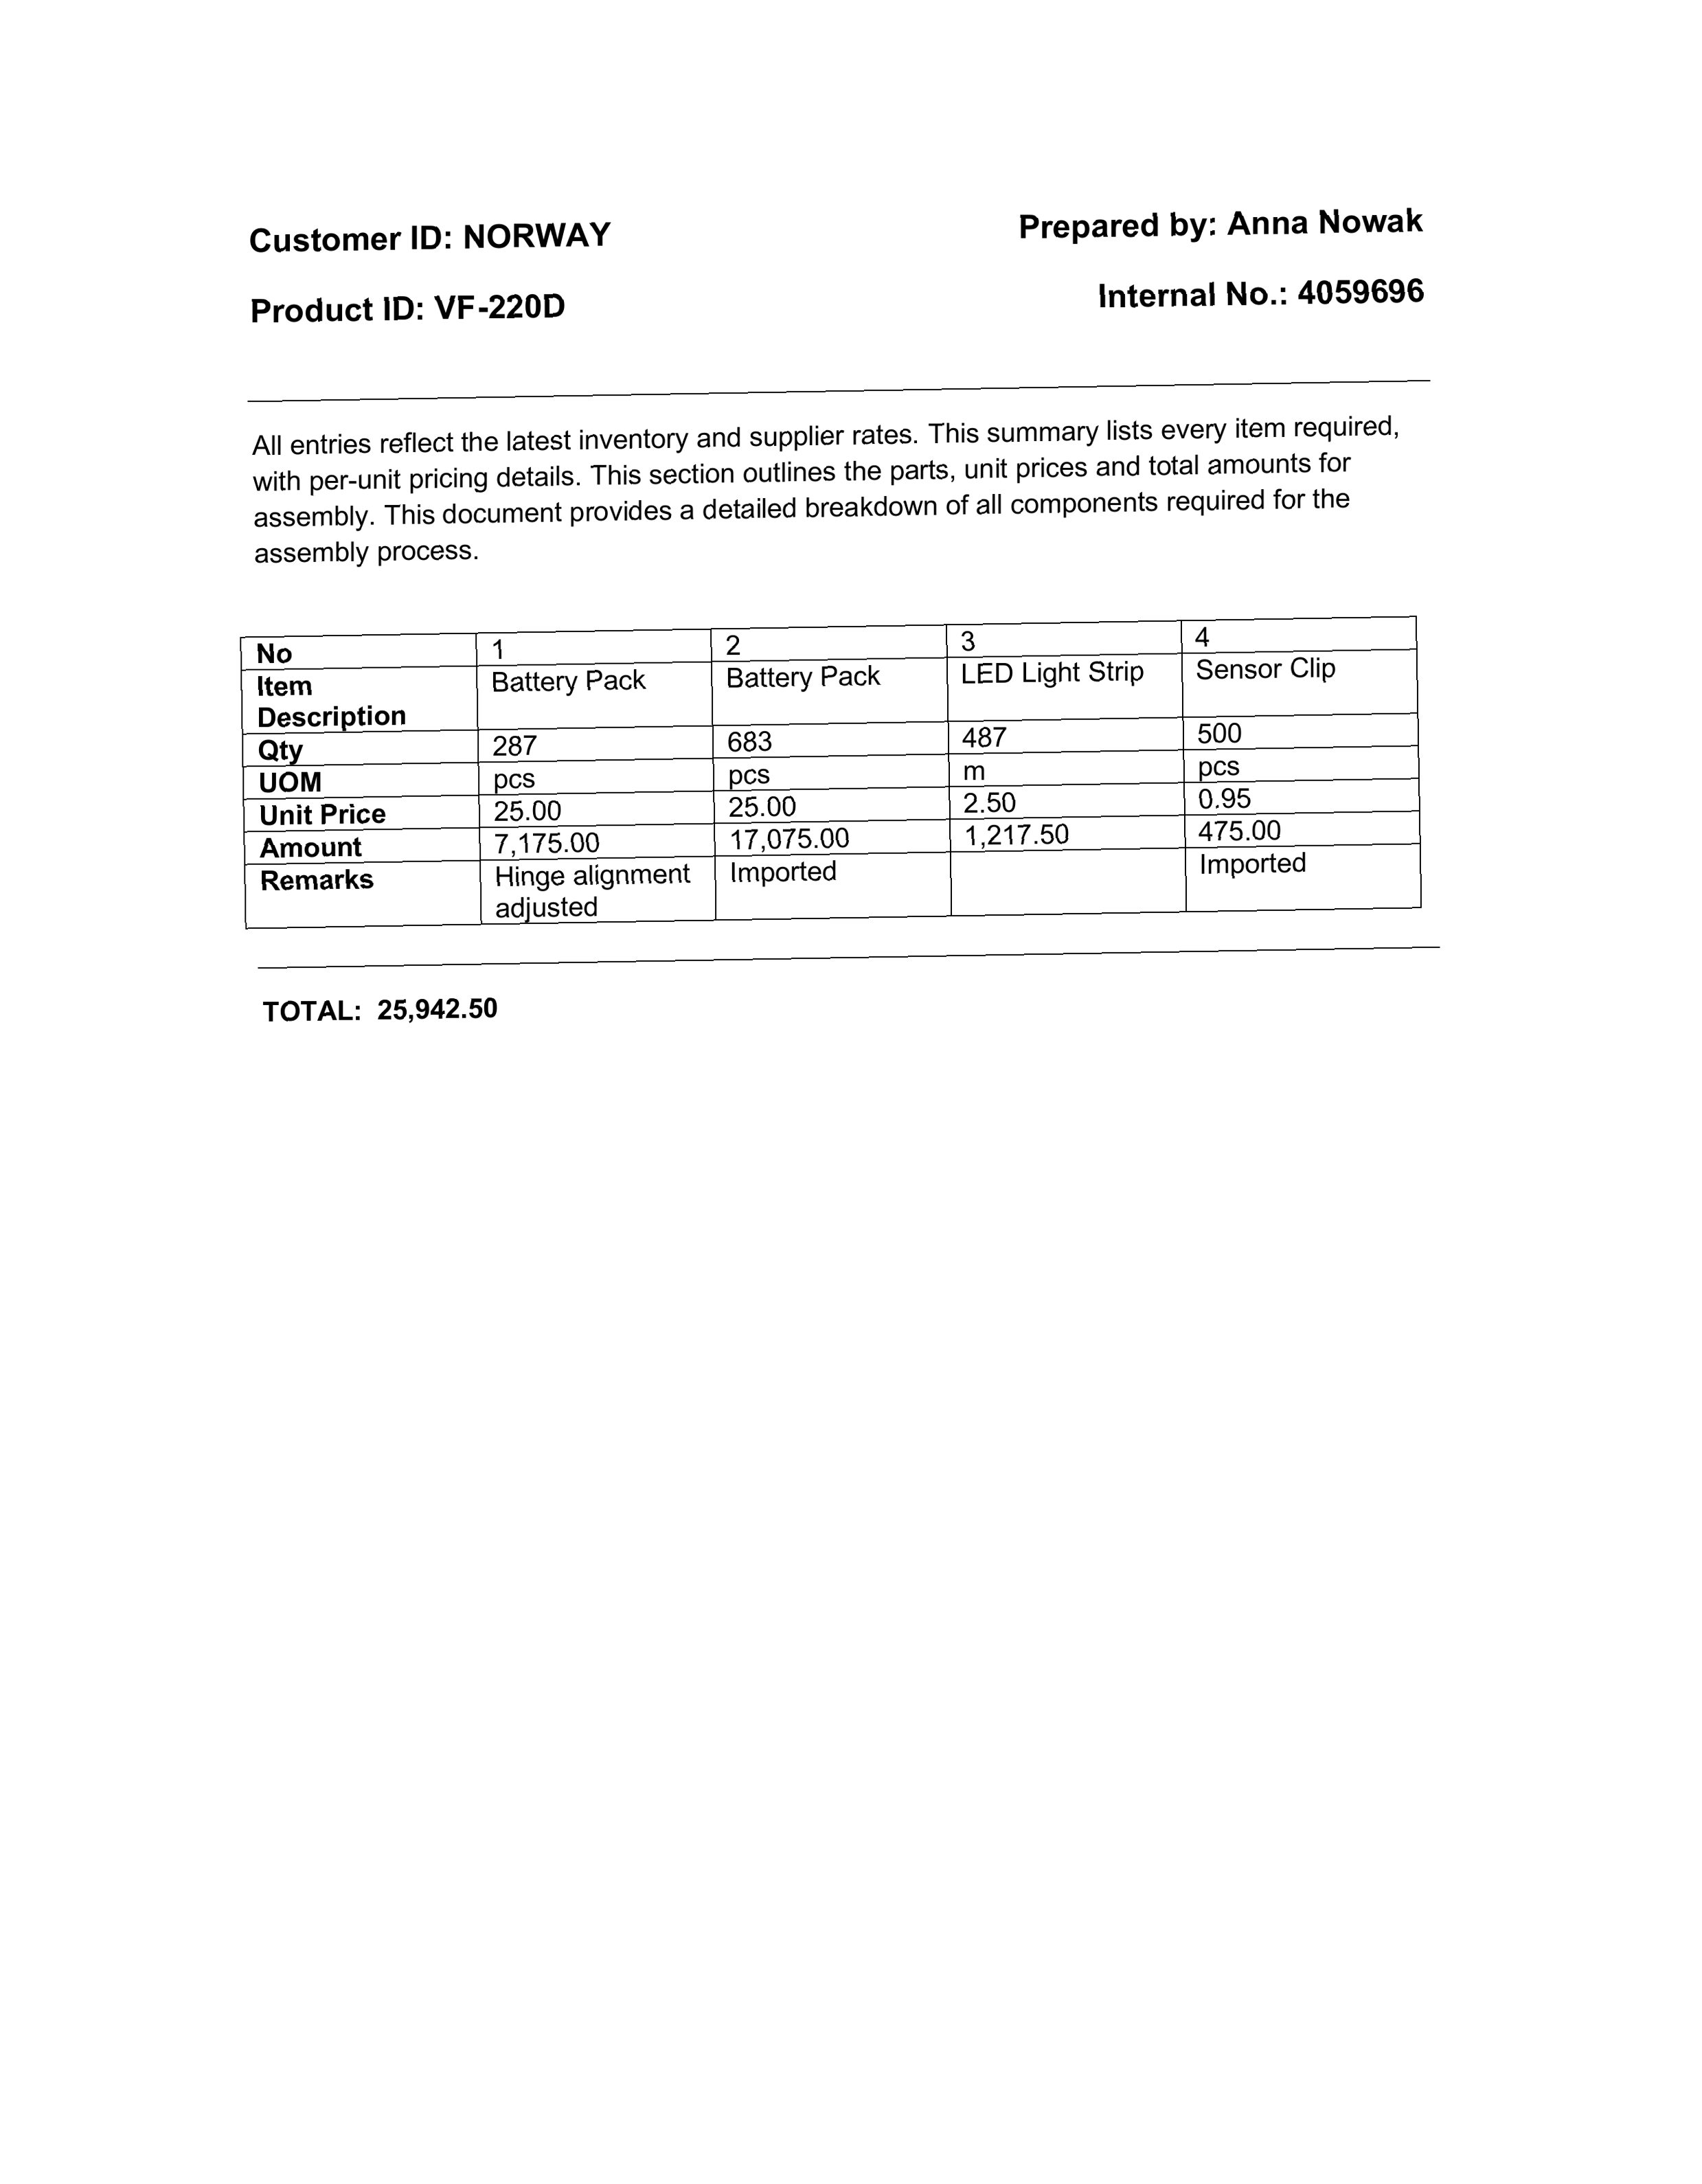 Customer ID: NORWAY Prepared by: Anna Nowak
Product ID: VF-220D Internal No.: 4059696
All entries reflect the latest inventory and supplier rates. This summary lists every item required,
with per-unit pricing details. This section outlines the parts, unit prices and total amounts for
assembly. This document provides a detailed breakdown of all components required for the
assembly process.
No 1 2 3 4
Item Battery Pack Battery Pack LED Light Strip Sensor Clip
Description
Qty 287 683 487 500
UOM pcs pcs m pcs
Unit Price 25.00 25.00 2.50 0.95
Amount 7,175.00 17,075.00 1,217.50 475.00
Remarks Hinge alignment Imported Imported
adjusted
TOTAL: 25,942.50